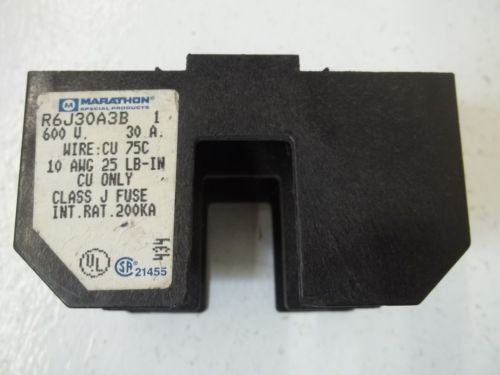 M MARATHON®
SPECIAL PRODUCTS
R6J30A3B 1
600 V. 30 A.
WIRE:CU 75C
10 AWG 25 LB-IN
CU ONLY
CLASS J FUSE
INT.RAT.200KA
434
UL
SA 21455